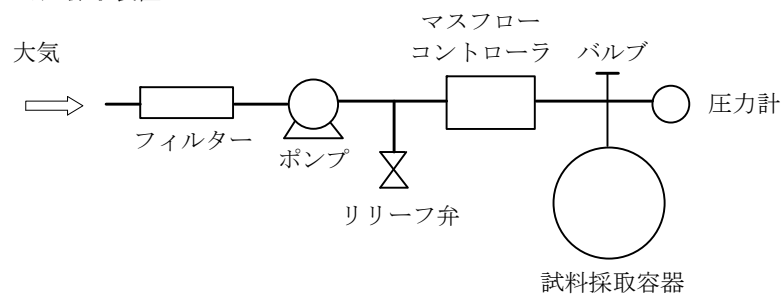 マスフロー
コントローラ
バルブ
大気
圧力計
フィルター
ポンプ
リリーフ弁
試料採取容器